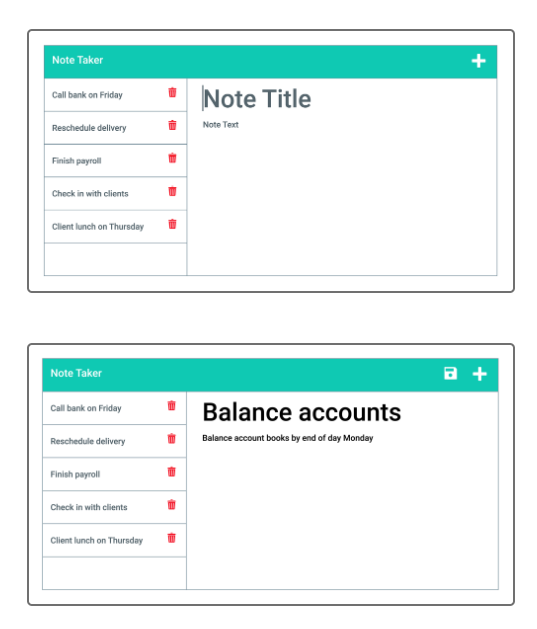 Note Taker
Call bank on Friday
Reschedule delivery
Finish payroll
Check in with clients
Client lunch on Thursday
Note Title
Note Text
Note Taker
Call bank on Friday
Reschedule delivery
Finish payroll
Check in with clients
Client lunch on Thursday
Balance accounts
Balance account books by end of day Monday